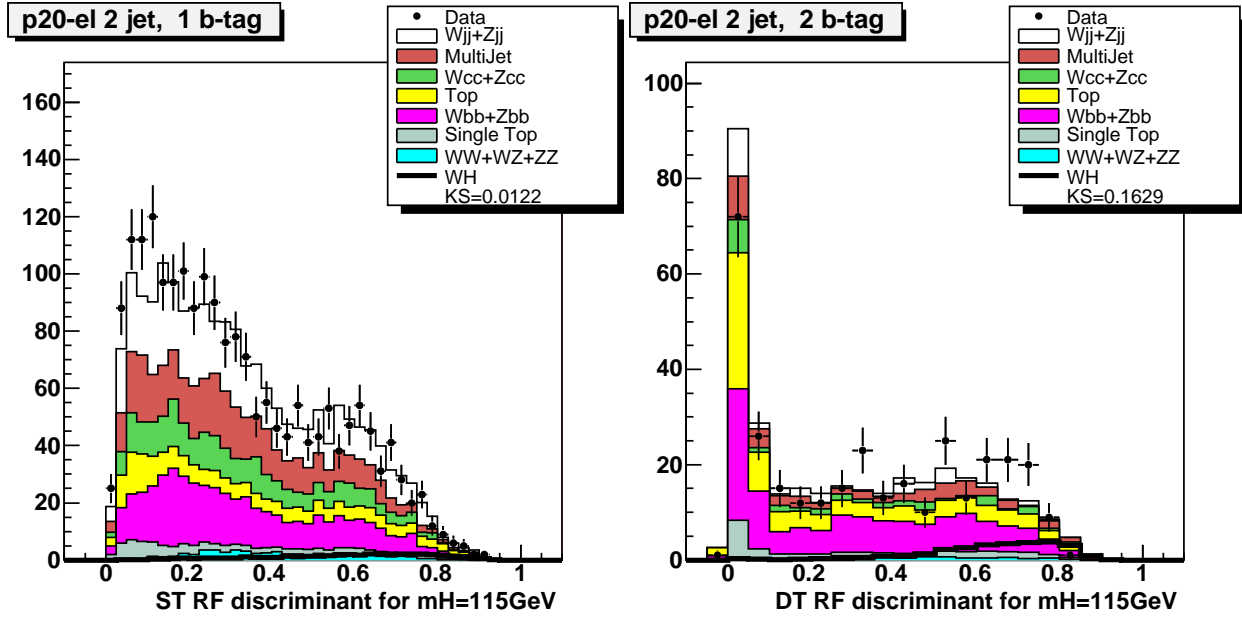 p20-el 2 jet, 1 b-tag
Data
Wjj+Zjj
MultiJet
Wcc+Zcc
Top
Wbb+Zbb
Single Top
WW+WZ+ZZ
WH
KS=0.0122
160
140
120
100
80
60
40
20
0
0 0.2 0.4 0.6 0.8 1
ST RF discriminant for mH=115GeV
p20-el 2 jet, 2 b-tag
Data
Wjj+Zjj
MultiJet
Wcc+Zcc
Top
Wbb+Zbb
Single Top
WW+WZ+ZZ
WH
KS=0.1629
100
80
60
40
20
0
0 0.2 0.4 0.6 0.8 1
DT RF discriminant for mH=115GeV